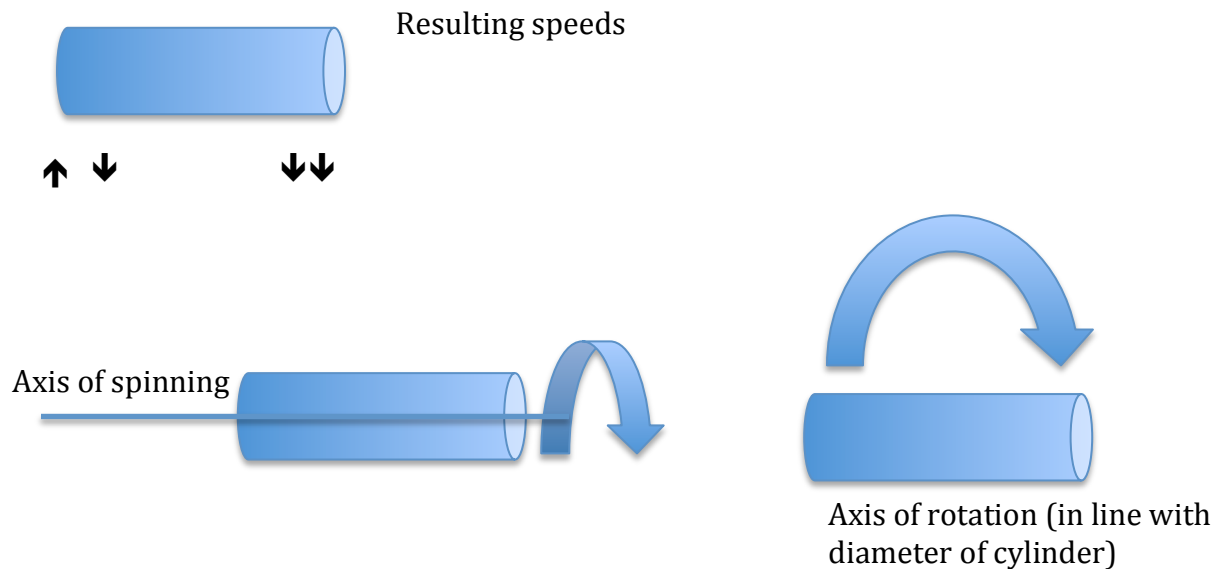 Resulting speeds
Axis of spinning
Axis of rotation (in line with
diameter of cylinder)